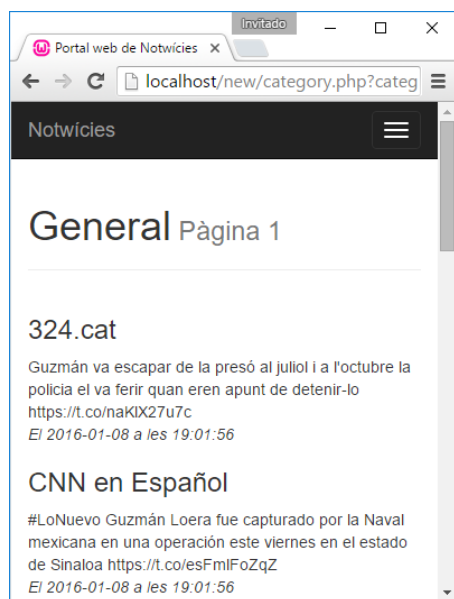 Invitado
Portal web de Notwícies
localhost/new/category.php?categ
Notwícies
General Pàgina 1
324.cat
Guzmán va escapar de la presó al juliol i a l'octubre la
policia el va ferir quan eren apunt de detenir-lo
https://t.co/naKlX27u7c
El 2016-01-08 a les 19:01:56
CNN en Español
#LoNuevo Guzmán Loera fue capturado por la Naval
mexicana en una operación este viernes en el estado
de Sinaloa https://t.co/esFmlFoZqZ
El 2016-01-08 a les 19:01:56